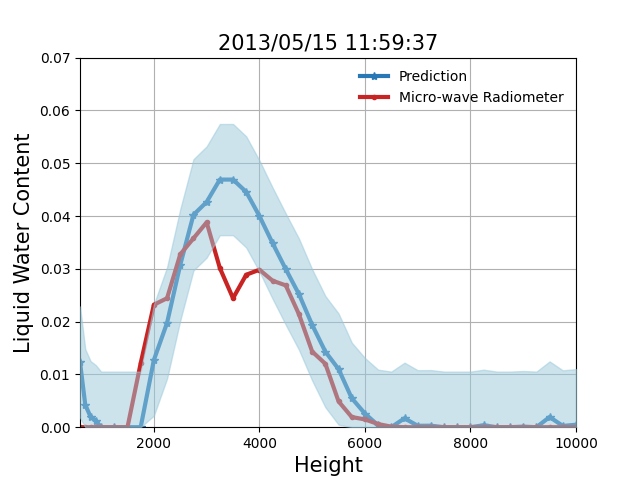 2013/05/15 11:59:37
Prediction
Micro-wave Radiometer
Liquid Water Content
0.07
0.06
0.05
0.04
0.03
0.02
0.01
0.00
2000 4000 6000 8000 10000
Height